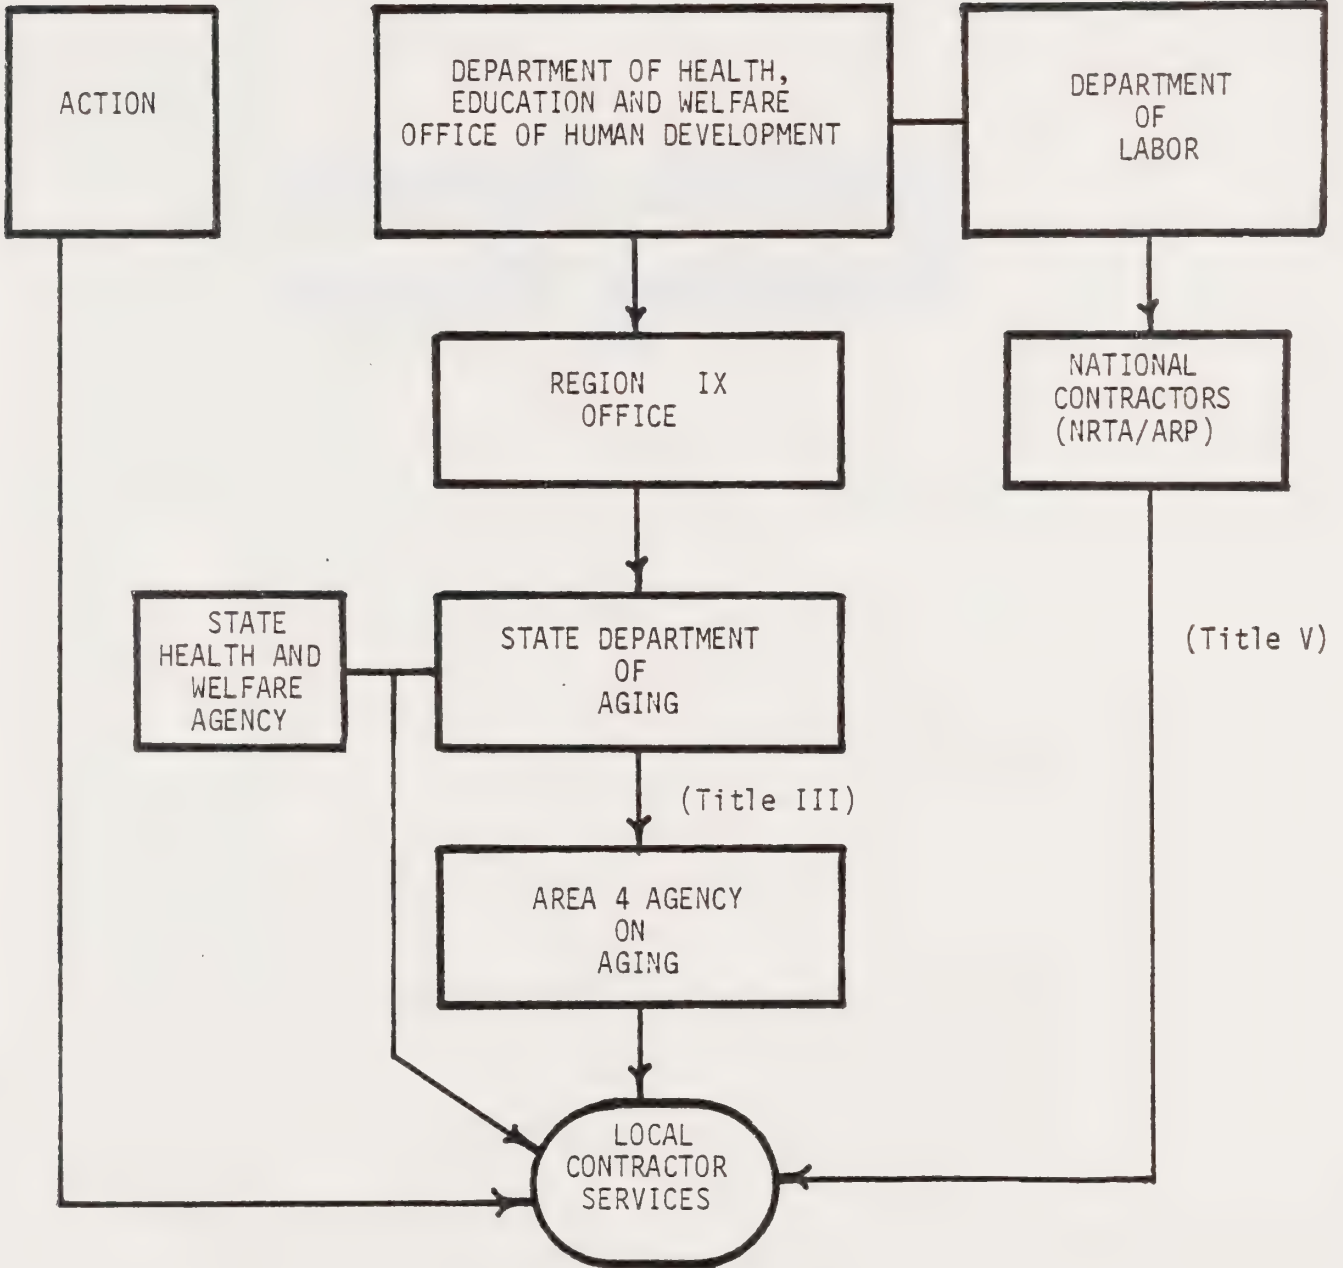 ACTION
DEPARTMENT OF HEALTH,
EDUCATION AND WELFARE
OFFICE OF HUMAN DEVELOPMENT
DEPARTMENT
OF
LABOR
REGION IX
OFFICE
NATIONAL
CONTRACTORS
(NRTA/ARP)
STATE
HEALTH AND
WELFARE
AGENCY
STATE DEPARTMENT
OF
AGING
(Title V)
(Title III)
AREA 4 AGENCY
ON
AGING
LOCAL
CONTRACTOR
SERVICES